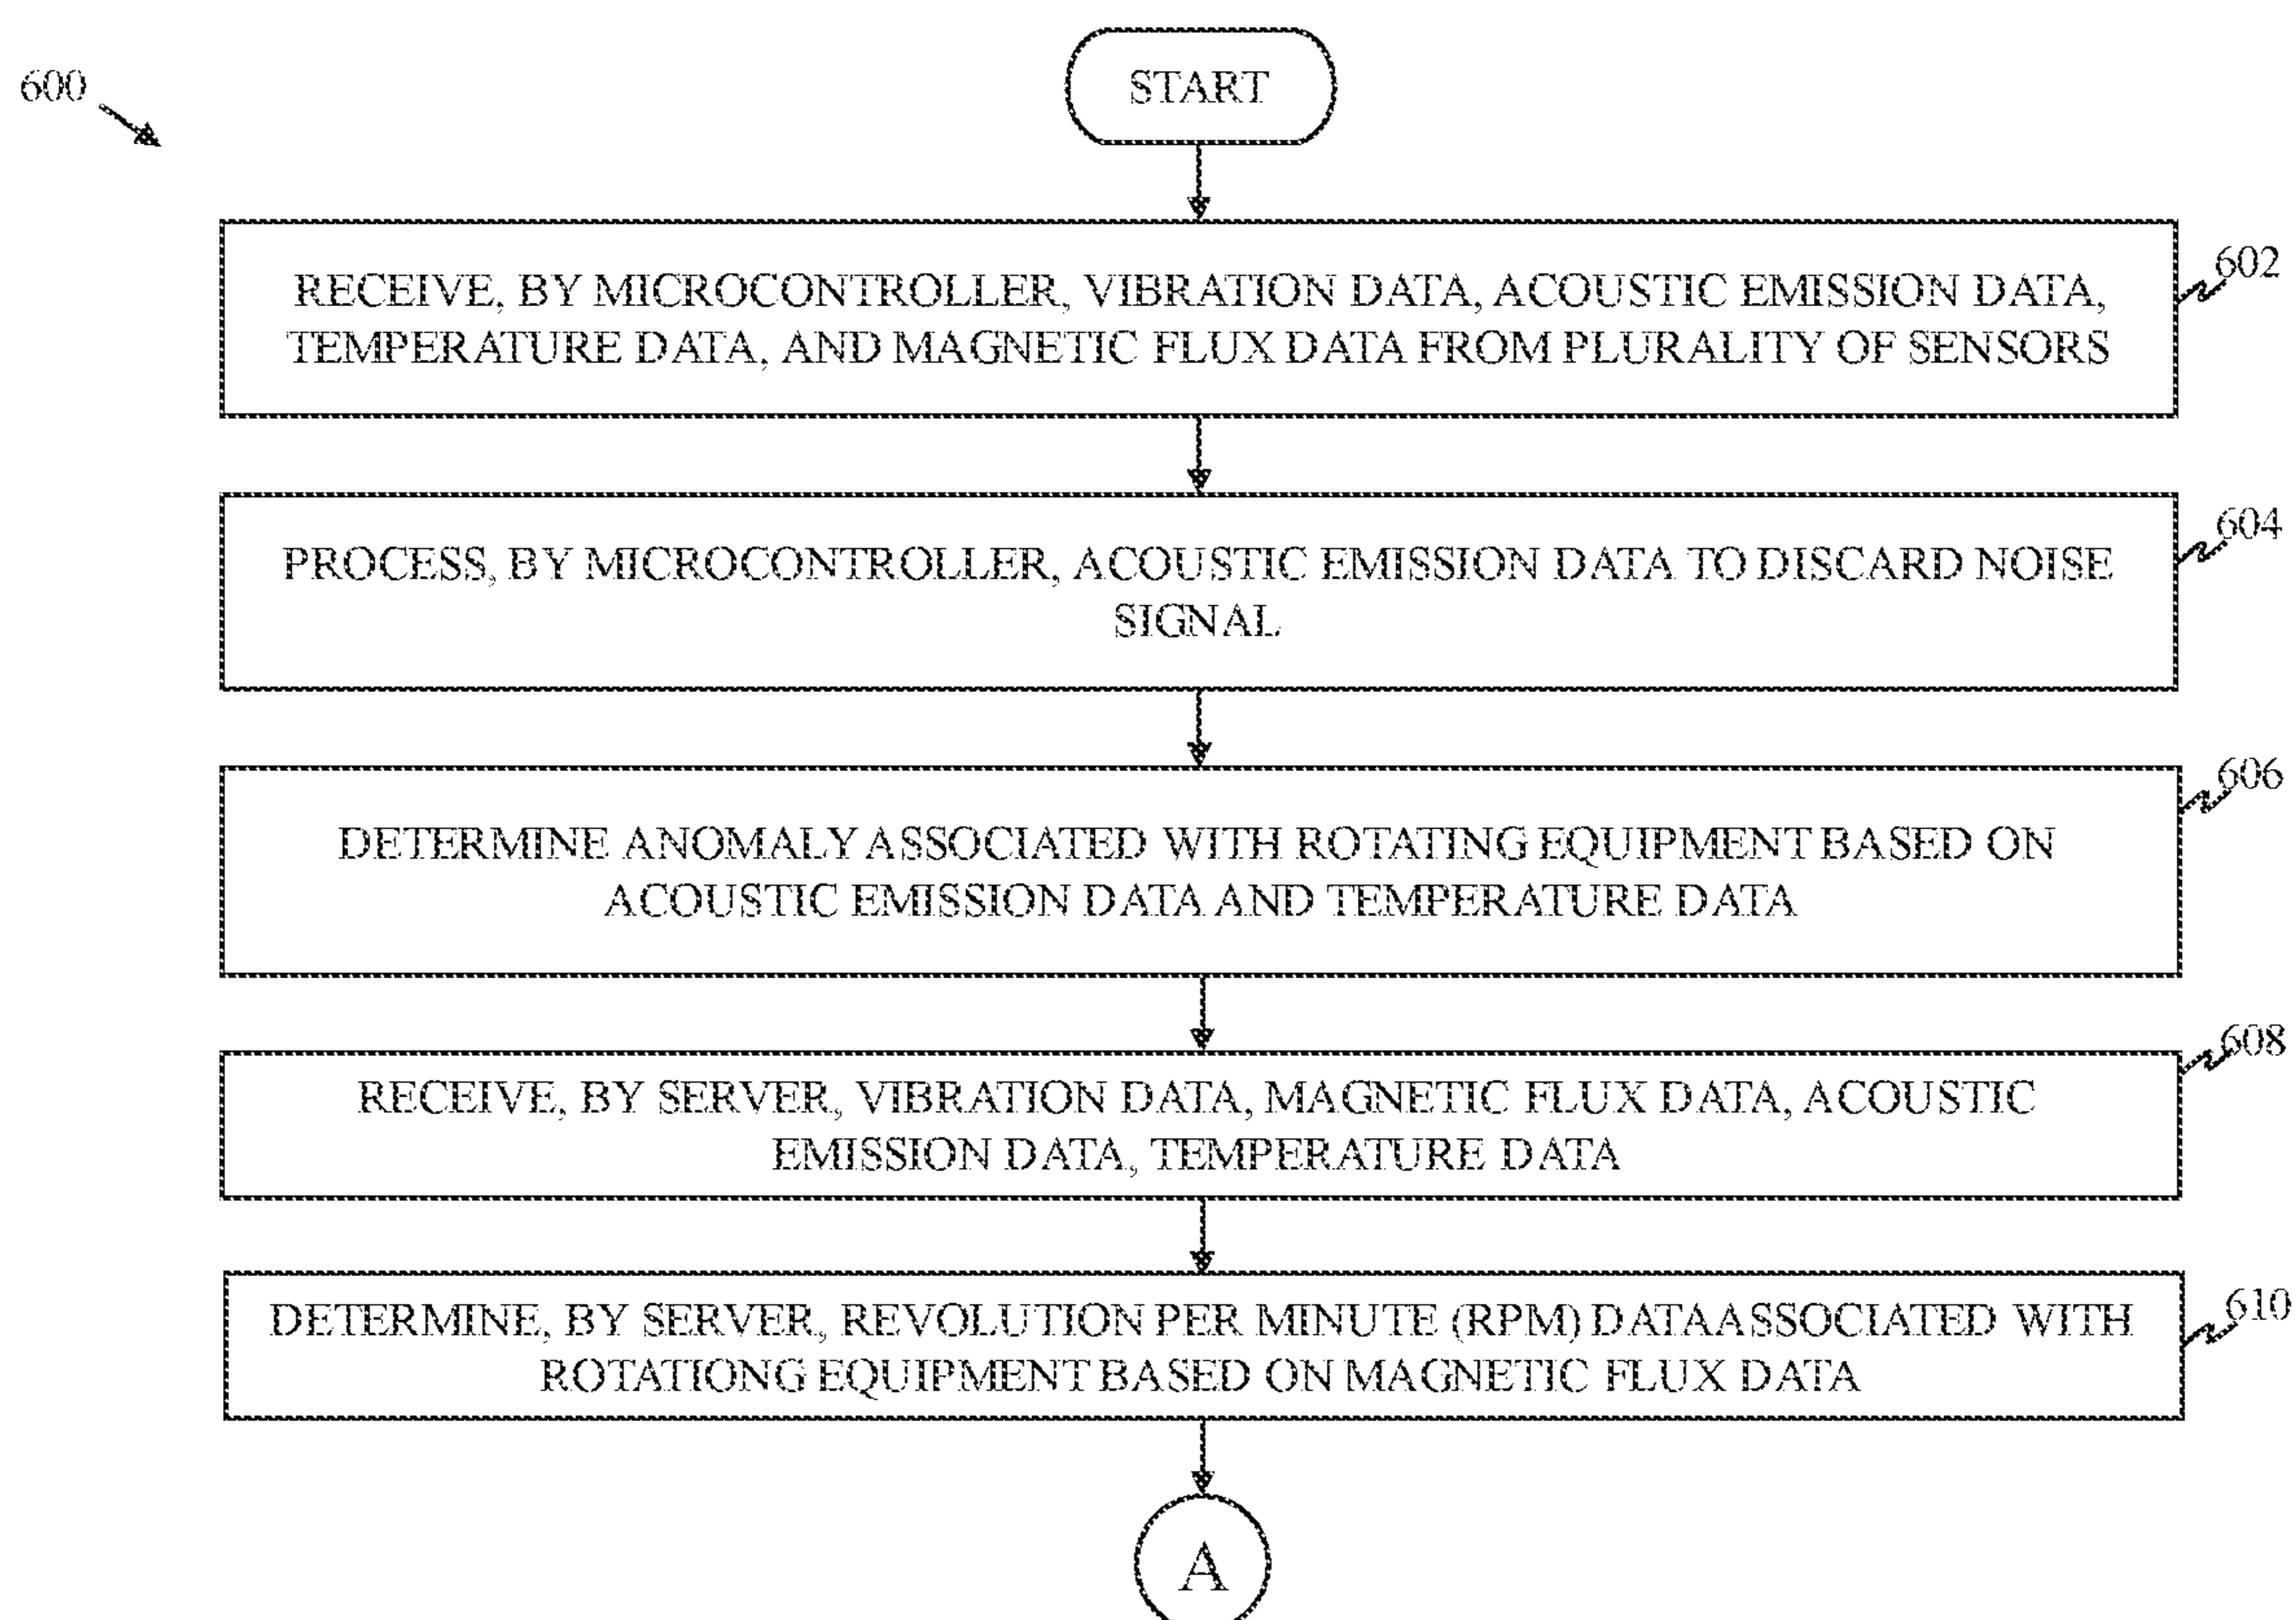 600
START
602
RECEIVE, BY MICROCONTROLLER, VIBRATION DATA, ACOUSTIC EMISSION DATA,
TEMPERATURE DATA, AND MAGNETIC FLUX DATA FROM PLURALITY OF SENSORS
604
PROCESS, BY MICROCONTROLLER, ACOUSTIC EMISSION DATA TO DISCARD NOISE
SIGNAL
606
DETERMINE ANOMALY ASSOCIATED WITH ROTATING EQUIPMENT BASED ON
ACOUSTIC EMISSION DATA AND TEMPERATURE DATA
608
RECEIVE, BY SERVER, VIBRATION DATA, MAGNETIC FLUX DATA, ACOUSTIC
EMISSION DATA, TEMPERATURE DATA
610
DETERMINE, BY SERVER, REVOLUTION PER MINUTE (RPM) DATA ASSOCIATED WITH
ROTATIONG EQUIPMENT BASED ON MAGNETIC FLUX DATA
A